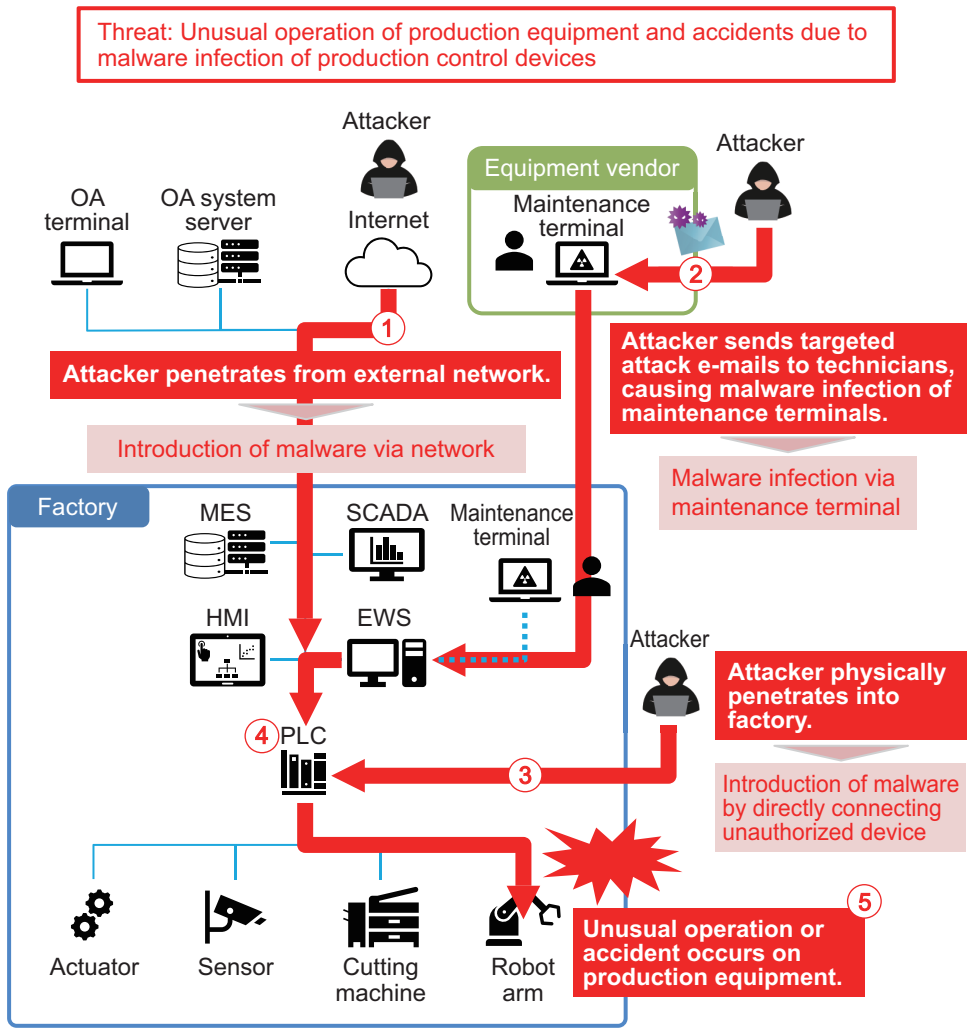 Threat: Unusual operation of production equipment and accidents due to
malware infection of production control devices
Attacker
Attacker
Equipment vendor
OA
terminal
OA system
server
Internet
Maintenance
terminal
1
2
Attacker penetrates from external network.
Attacker sends targeted
attack e-mails to technicians,
causing malware infection of
maintenance terminals.
Introduction of malware via network
Malware infection via
maintenance terminal
Factory
MES
SCADA
Maintenance
terminal
HMI
EWS
Attacker
Attacker physically
penetrates into
factory.
4
PLC
3
Introduction of malware
by directly connecting
unauthorized device
5
Unusual operation or
accident occurs on
production equipment.
Actuator
Sensor
Cutting
machine
Robot
arm